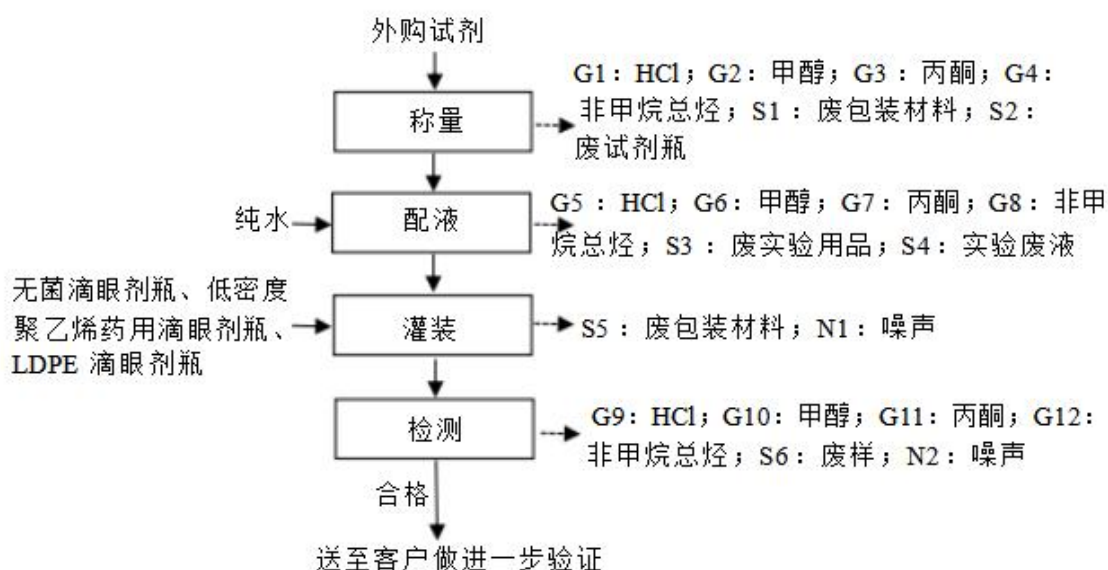 外购试剂
称量
G1：HCl；G2：甲醇；G3：丙酮；G4：
非甲烷总烃；S1：废包装材料；S2：
废试剂瓶
纯水
配液
G5：HCl；G6：甲醇；G7：丙酮；G8：非甲
烷总烃；S3：废实验用品；S4：实验废液
无菌滴眼剂瓶、低密度
聚乙烯药用滴眼剂瓶、
LDPE 滴眼剂瓶
灌装
S5：废包装材料；N1：噪声
检测
G9：HCl；G10：甲醇；G11：丙酮；G12：
非甲烷总烃；S6：废样；N2：噪声
合格
送至客户做进一步验证